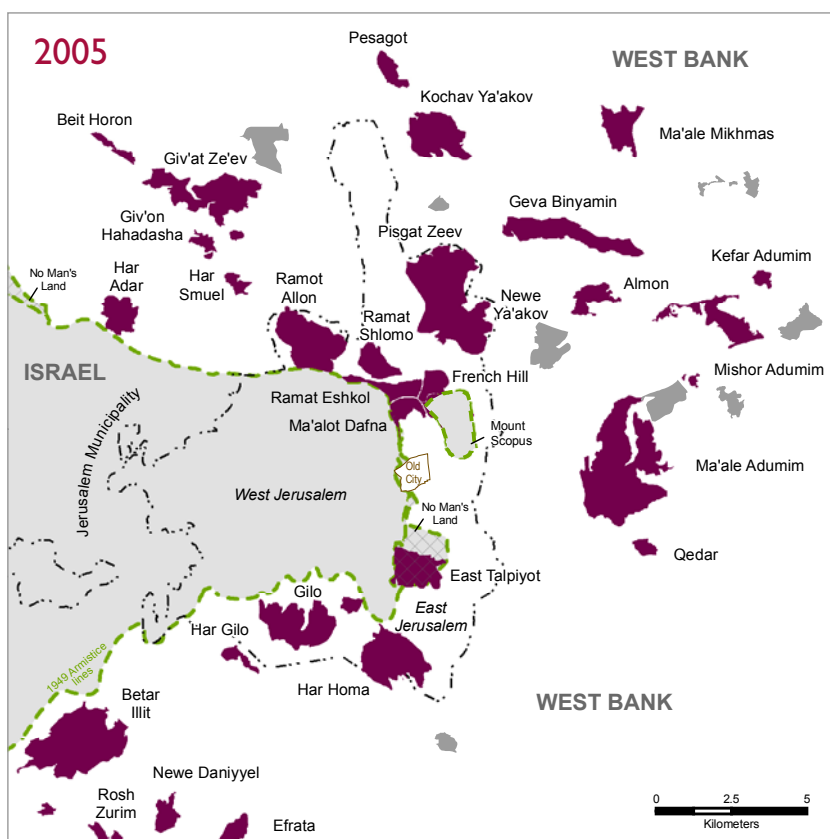 2005
Pesagot
WEST BANK
Kochav Ya'akov
Beit Horon
Ma'ale Mikhmas
Giv'at Ze'ev
Geva Binyamin
Giv'on
Hahadasha
Pisgat Zeev
Kefar Adumim
No Man's
Land
Har
Adar
Har
Smuel
Ramot
Allon
Almon
Newe
Ya'akov
Ramat
Shlomo
ISRAEL
French Hill
Mishor Adumim
Ramat Eshkol
Ma'alot Dafna
Mount
Scopus
Jerusalem Municipality
Old
City
Ma'ale Adumim
West Jerusalem
No Man's
Land
Qedar
East Talpiyot
Gilo
East
Jerusalem
Har Gilo
1949 Armistice
lines
Har Homa
Betar
Illit
WEST BANK
Newe Daniyyel
Rosh
Zurim
Efrata
0 2.5 5
Kilometers